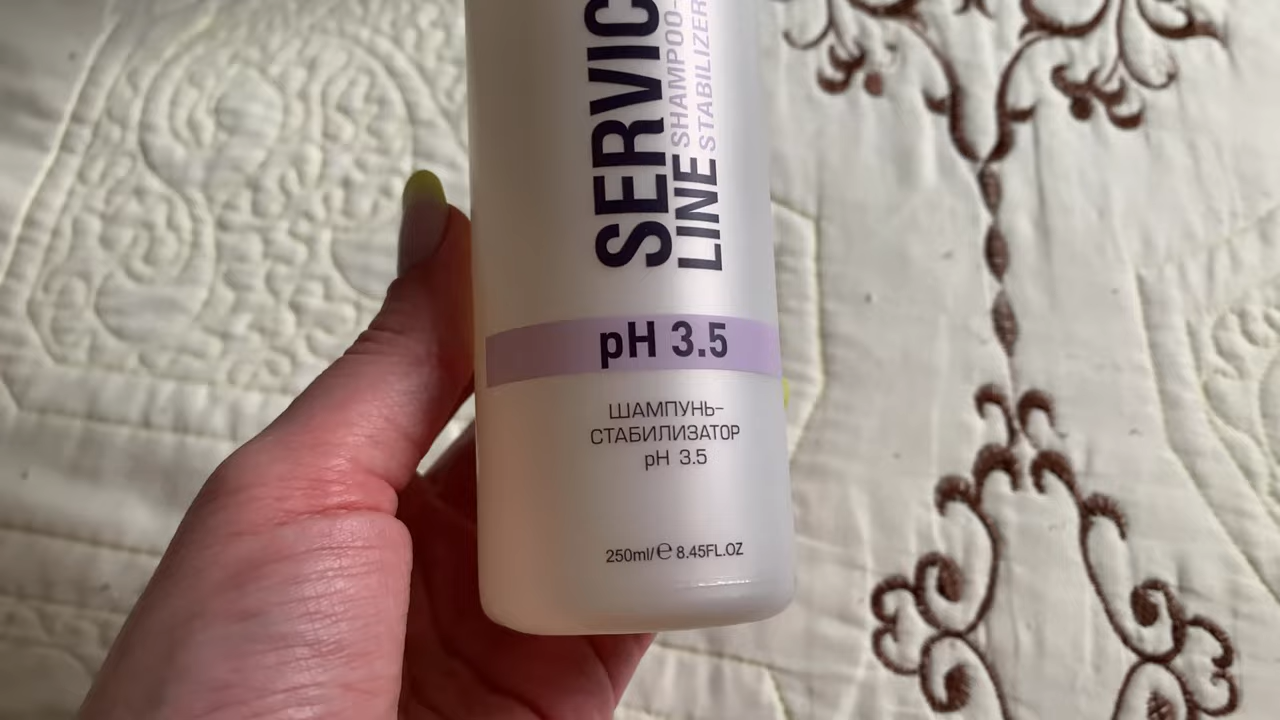 SERVIC
LINE
SHAMPOO-
STABILIZER
pH 3.5
ШАМПУНЬ-
СТАБИЛИЗАТОР
pH 3.5
250ml/℮ 8.45FL.OZ